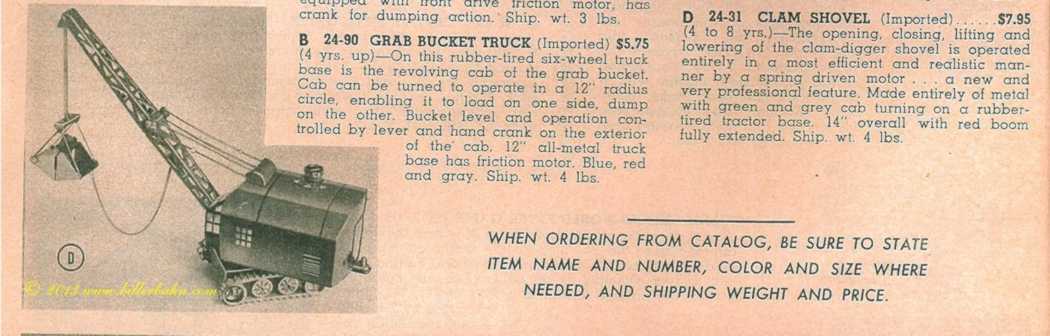 equipped with front drive friction motor, has
crank for dumping action. Ship. wt. 3 lbs.
B 24-90 GRAB BUCKET TRUCK (Imported) $5.75
(4 yrs. up)—On this rubber-tired six-wheel truck
base is the revolving cab of the grab bucket.
Cab can be turned to operate in a 12" radius
circle, enabling it to load on one side, dump
on the other. Bucket level and operation con-
trolled by lever and hand crank on the exterior
of the cab. 12" all-metal truck
base has friction motor. Blue, red
and gray. Ship. wt. 4 lbs.
D 24-31 CLAM SHOVEL (Imported)......$7.95
(4 to 8 yrs.)—The opening, closing, lifting and
lowering of the clam-digger shovel is operated
entirely in a most efficient and realistic man-
ner by a spring driven motor . . . a new and
very professional feature. Made entirely of metal
with green and grey cab turning on a rubber-
tired tractor base. 14" overall with red boom
fully extended. Ship. wt. 4 lbs.
WHEN ORDERING FROM CATALOG, BE SURE TO STATE
ITEM NAME AND NUMBER, COLOR AND SIZE WHERE
NEEDED, AND SHIPPING WEIGHT AND PRICE.
D
© 2013 www.billerbahn.com